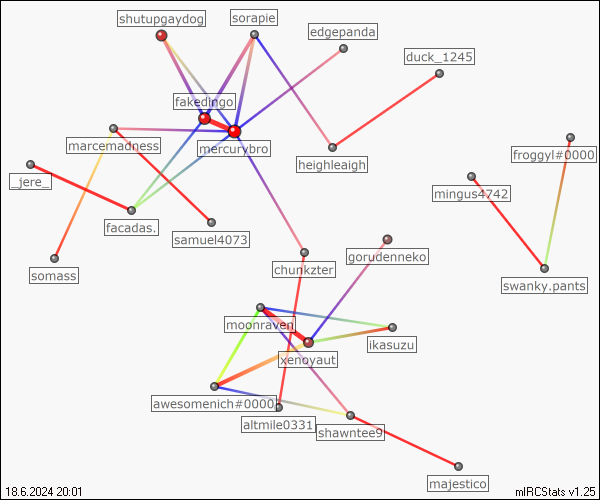 shutupgaydog
sorapie
edgepanda
duck_1245
fakedingo
marcemadness
mercurybro
heighleaigh
froggyl#0000
_jere_
mingus4742
facadas.
samuel4073
somass
chunkzter
gorudenneko
swanky.pants
moonraven
ikasuzu
xenoyaut
awesomenich#0000
altmile0331
shawntee9
majestico
18.6.2024 20:01
mIRCStats v1.25